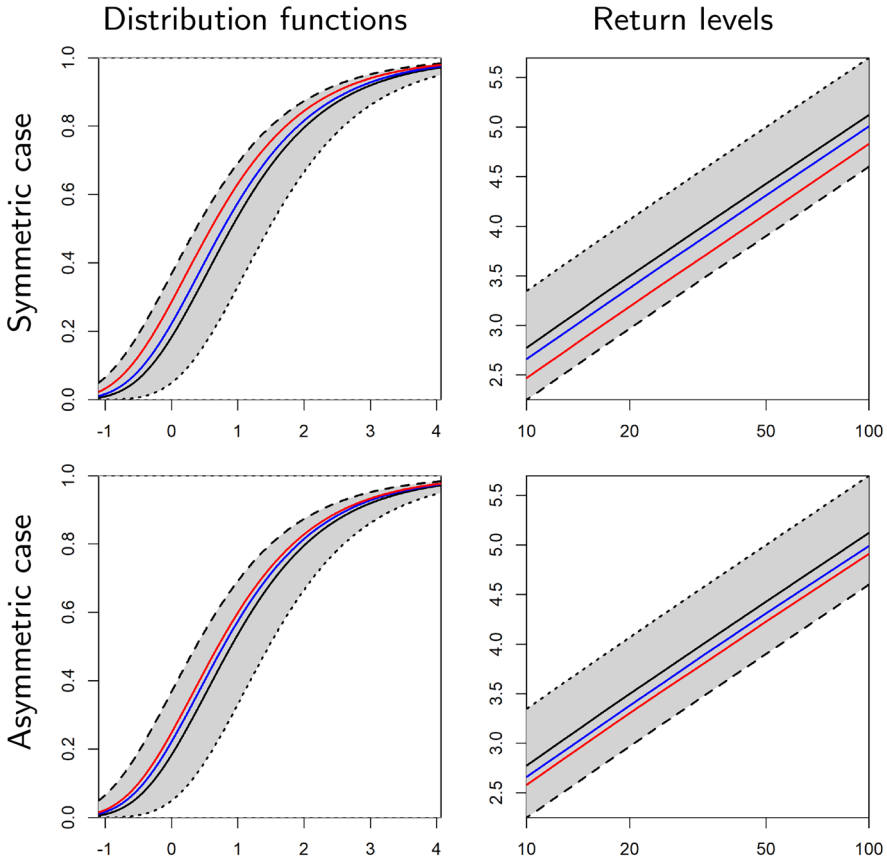 Distribution functions
Return levels
Symmetric case
0.0 0.2 0.4 0.6 0.8 1.0
-1 0 1 2 3 4
2.5 3.0 3.5 4.0 4.5 5.0 5.5
10 20 50 100
Asymmetric case
0.0 0.2 0.4 0.6 0.8 1.0
-1 0 1 2 3 4
2.5 3.0 3.5 4.0 4.5 5.0 5.5
10 20 50 100